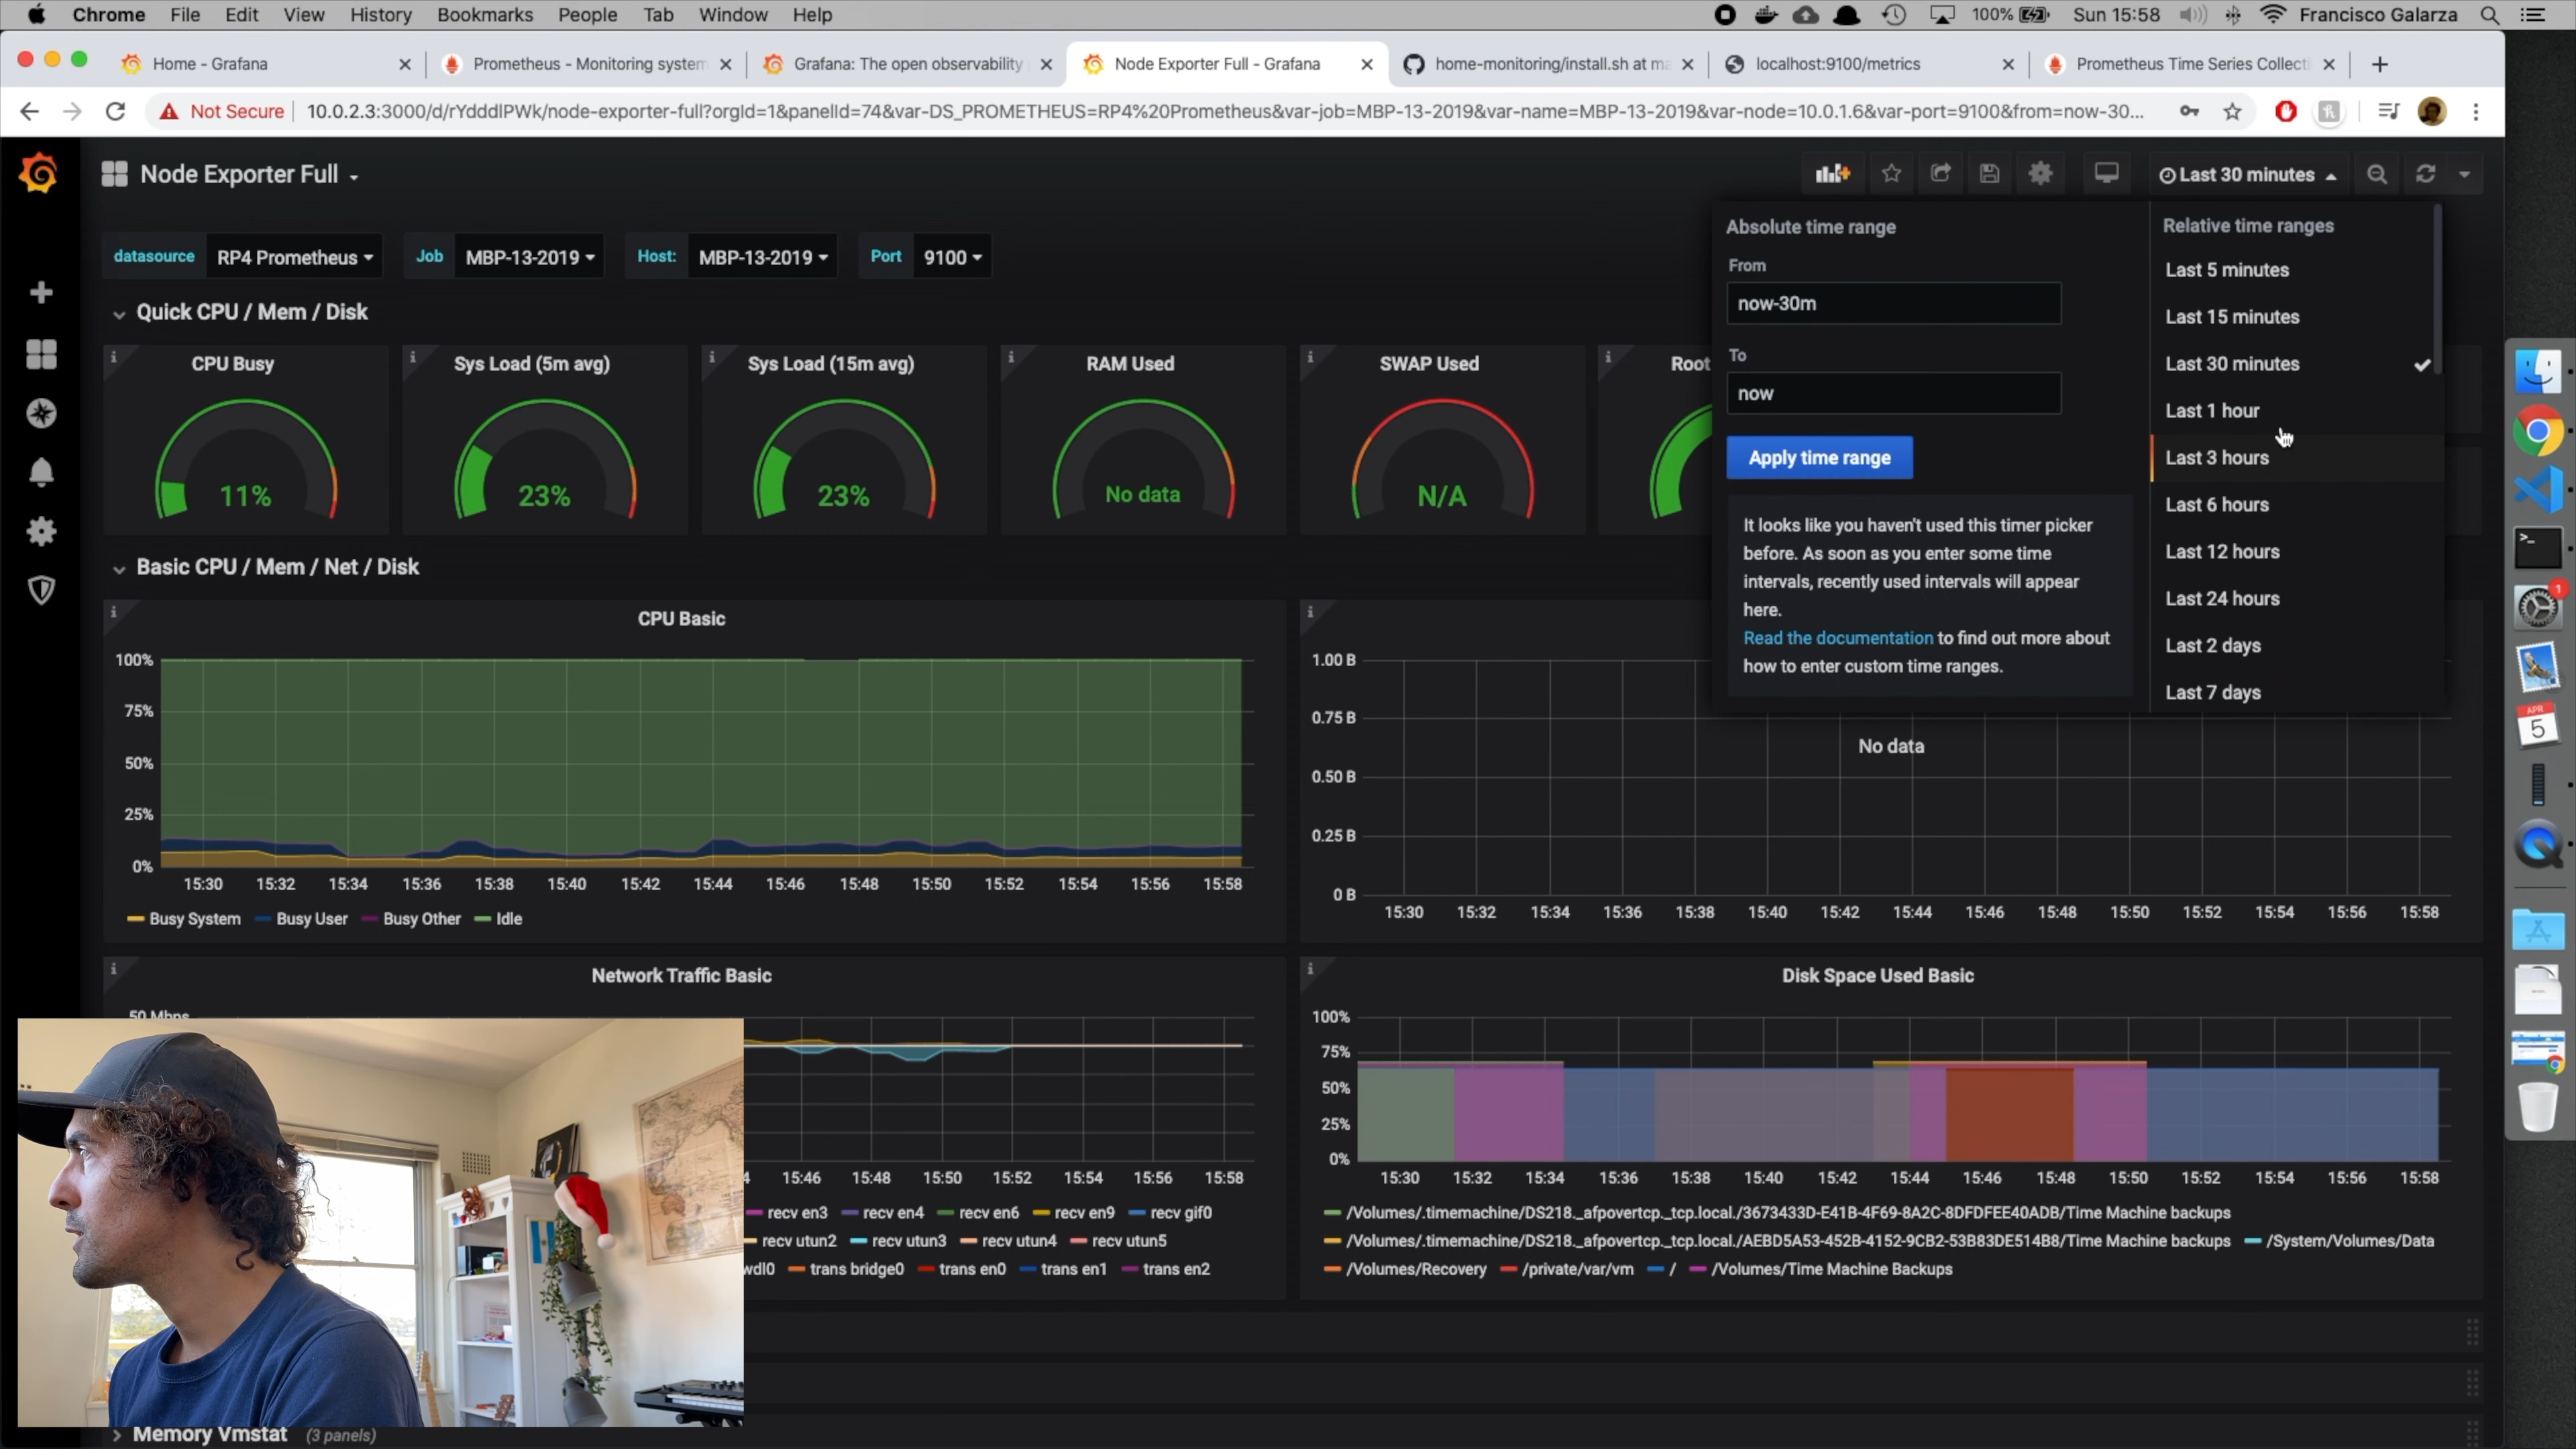 Chrome File Edit View History Bookmarks People Tab Window Help
100% Sun 15:58 Francisco Galarza
Home - Grafana
Prometheus - Monitoring system
Grafana: The open observability
Node Exporter Full - Grafana
home-monitoring/install.sh at ma
localhost:9100/metrics
Prometheus Time Series Collecti
Not Secure 10.0.2.3:3000/d/rYdddlPWk/node-exporter-full?orgId=1&panelId=74&var-DS_PROMETHEUS=RP4%20Prometheus&var-job=MBP-13-2019&var-name=MBP-13-2019&var-node=10.0.1.6&var-port=9100&from=now-30...
Node Exporter Full
Last 30 minutes
datasource RP4 Prometheus Job MBP-13-2019 Host: MBP-13-2019 Port 9100
Absolute time range
From
now-30m
To
now
Apply time range
It looks like you haven't used this timer picker
before. As soon as you enter some time
intervals, recently used intervals will appear
here.
Read the documentation to find out more about
how to enter custom time ranges.
Relative time ranges
Last 5 minutes
Last 15 minutes
Last 30 minutes
Last 1 hour
Last 3 hours
Last 6 hours
Last 12 hours
Last 24 hours
Last 2 days
Last 7 days
Quick CPU / Mem / Disk
CPU Busy
11%
Sys Load (5m avg)
23%
Sys Load (15m avg)
23%
RAM Used
No data
SWAP Used
N/A
Root
Basic CPU / Mem / Net / Disk
CPU Basic
100%
75%
50%
25%
0%
15:30 15:32 15:34 15:36 15:38 15:40 15:42 15:44 15:46 15:48 15:50 15:52 15:54 15:56 15:58
Busy System Busy User Busy Other Idle
1.00 B
0.75 B
No data
0.50 B
0.25 B
0 B
15:30 15:32 15:34 15:36 15:38 15:40 15:42 15:44 15:46 15:48 15:50 15:52 15:54 15:56 15:58
Network Traffic Basic
50 Mbps
4 15:46 15:48 15:50 15:52 15:54 15:56 15:58
recv en3 recv en4 recv en6 recv en9 recv gif0
recv utun2 recv utun3 recv utun4 recv utun5
wdl0 trans bridge0 trans en0 trans en1 trans en2
Disk Space Used Basic
100%
75%
50%
25%
0%
15:30 15:32 15:34 15:36 15:38 15:40 15:42 15:44 15:46 15:48 15:50 15:52 15:54 15:56 15:58
/Volumes/.timemachine/DS218._afpovertcp._tcp.local./3673433D-E41B-4F69-8A2C-8DFDFEE40ADB/Time Machine backups
/Volumes/.timemachine/DS218._afpovertcp._tcp.local./AEBD5A53-452B-4152-9CB2-53B83DE514B8/Time Machine backups /System/Volumes/Data
/Volumes/Recovery /private/var/vm / /Volumes/Time Machine Backups
Memory Vmstat (3 panels)
1
APR
5